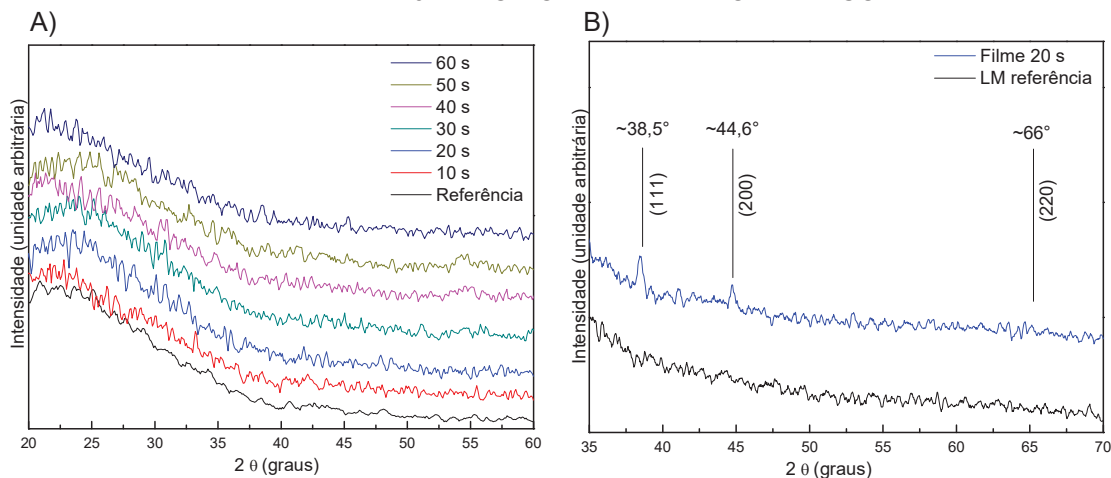 A)
Intensidade (unidade arbitrária)
60 s
50 s
40 s
30 s
20 s
10 s
Referência
20 25 30 35 40 45 50 55 60
2 θ (graus)
B)
Intensidade (unidade arbitrária)
Filme 20 s
LM referência
~38,5° ~44,6° ~66°
(111) (200) (220)
35 40 45 50 55 60 65 70
2 θ (graus)